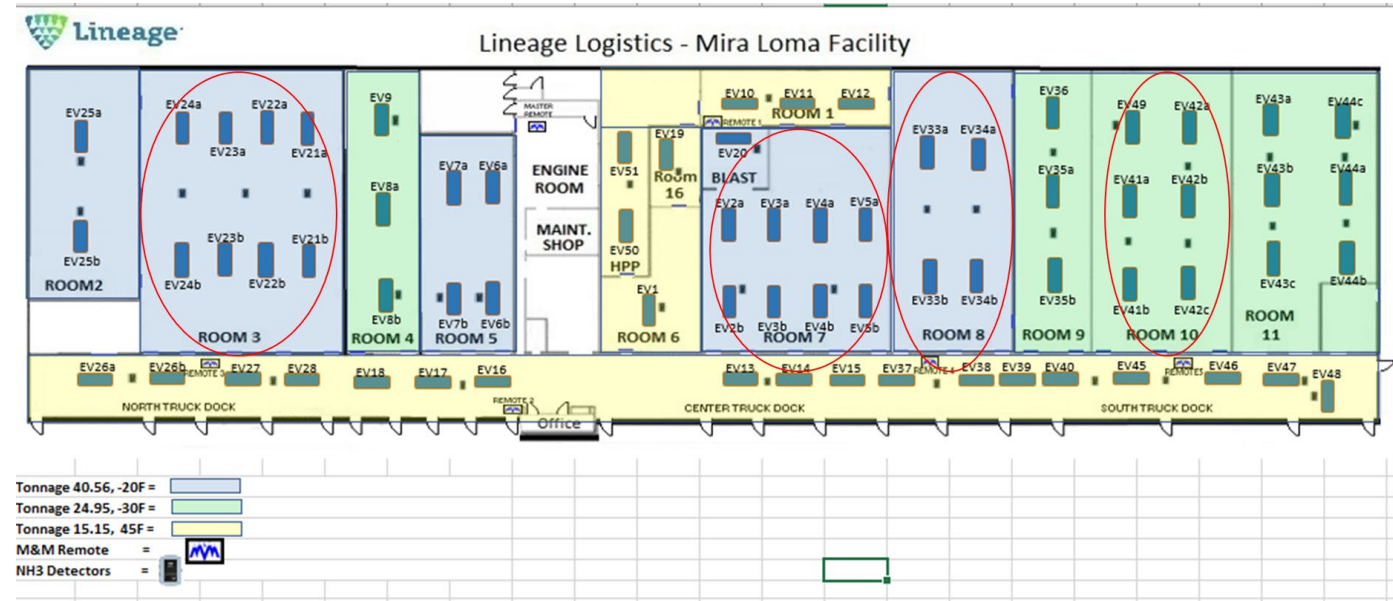 Lineage
Lineage Logistics - Mira Loma Facility
EV25a
EV25b
ROOM2
EV24a
EV22a
EV23a
EV21a
EV23b
EV21b
EV24b
EV22b
ROOM 3
EV9
EV8a
EV8b
ROOM 4
EV7a EV6a
EV7b EV6b
ROOM 5
MASTER
REMOTE
ENGINE
ROOM
MAINT.
SHOP
EV51
EV50
HPP
EV19
Room
16
EV1
ROOM 6
EV10 EV11 EV12
ROOM 1
REMOTE 1
EV20
BLAST
EV2a EV3a EV4a EV5a
EV2b EV3b EV4b EV5b
ROOM 7
EV33a EV34a
EV33b EV34b
ROOM 8
EV36
EV35a
EV35b
ROOM 9
EV49 EV42a
EV41a EV42b
EV41b EV42c
ROOM 10
EV43a EV44c
EV43b EV44a
EV43c EV44b
ROOM
11
EV26a EV26b EV27 EV28 EV18 EV17 EV16
REMOTE 3
REMOTE 2
NORTH TRUCK DOCK
Office
EV13 EV14 EV15 EV37 EV38 EV39 EV40 EV45 EV46 EV47 EV48
REMOTE 4
REMOTE5
CENTER TRUCK DOCK
SOUTH TRUCK DOCK
Tonnage 40.56, -20F =
Tonnage 24.95, -30F =
Tonnage 15.15, 45F =
M&M Remote =
NH3 Detectors =